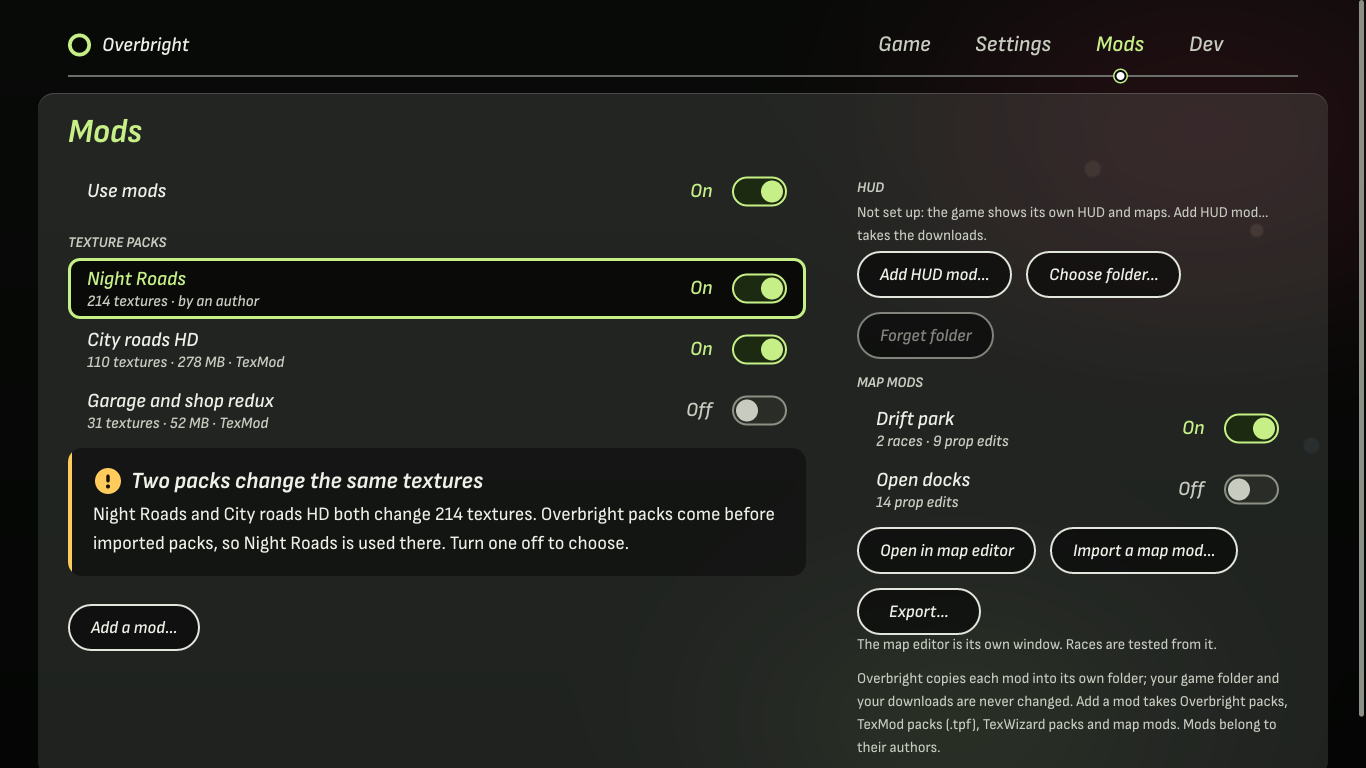 Overbright
Game
Settings
Mods
Dev
Mods
Use mods
On
TEXTURE PACKS
Night Roads
214 textures · by an author
On
City roads HD
110 textures · 278 MB · TexMod
On
Garage and shop redux
31 textures · 52 MB · TexMod
Off
Two packs change the same textures
Night Roads and City roads HD both change 214 textures. Overbright packs come before
imported packs, so Night Roads is used there. Turn one off to choose.
Add a mod...
HUD
Not set up: the game shows its own HUD and maps. Add HUD mod...
takes the downloads.
Add HUD mod...
Choose folder...
Forget folder
MAP MODS
Drift park
2 races · 9 prop edits
On
Open docks
14 prop edits
Off
Open in map editor
Import a map mod...
Export...
The map editor is its own window. Races are tested from it.
Overbright copies each mod into its own folder; your game folder and
your downloads are never changed. Add a mod takes Overbright packs,
TexMod packs (.tpf), TexWizard packs and map mods. Mods belong to
their authors.